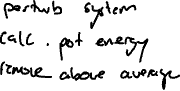 perturb system
calc. pot energy
remove above average